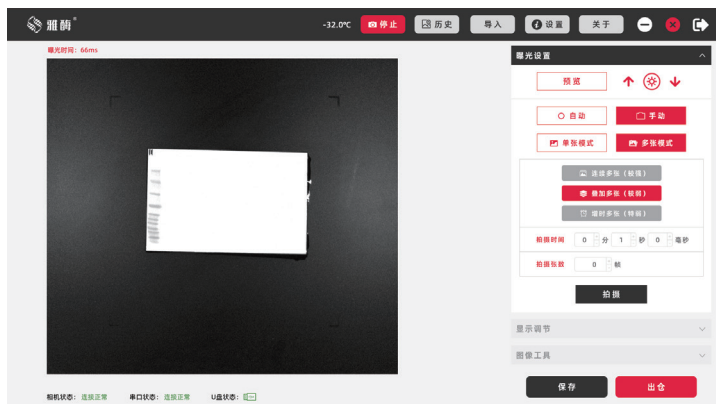 雅酶®
-32.0℃ 停止 历史 导入 设置 关于
曝光时间：66ms
曝光设置
预览
自动 手动
单张模式 多张模式
连续多张（较强）
叠加多张（较弱）
缩时多张（特弱）
拍摄时间 0 分 1 秒 0 毫秒
拍摄张数 0 帧
拍摄
显示调节
图像工具
保存 出仓
相机状态：连接正常 串口状态：连接正常 U盘状态：